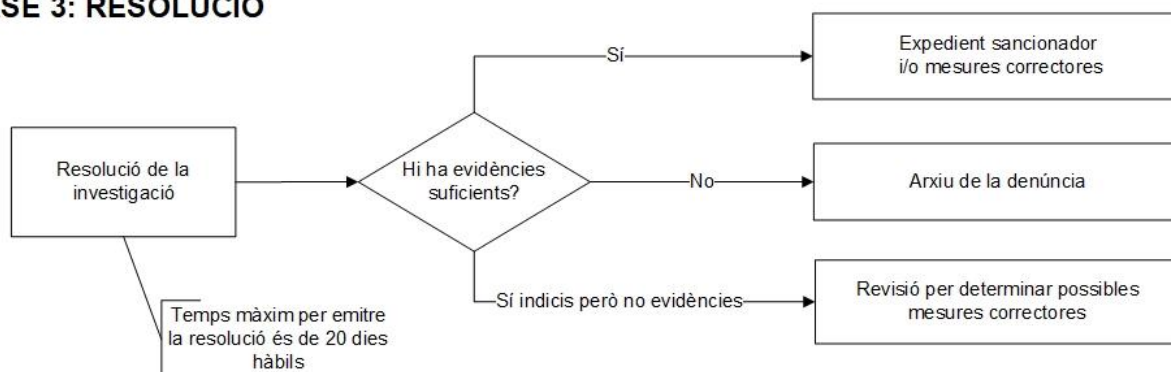 SE 3: RESOLUCIÓ
Sí
Expedient sancionador
i/o mesures correctores
Resolució de la
investigació
Hi ha evidències
suficients?
No
Arxiu de la denúncia
Sí indicis però no evidències
Revisió per determinar possibles
mesures correctores
Temps màxim per emitre
la resolució és de 20 dies
hàbils